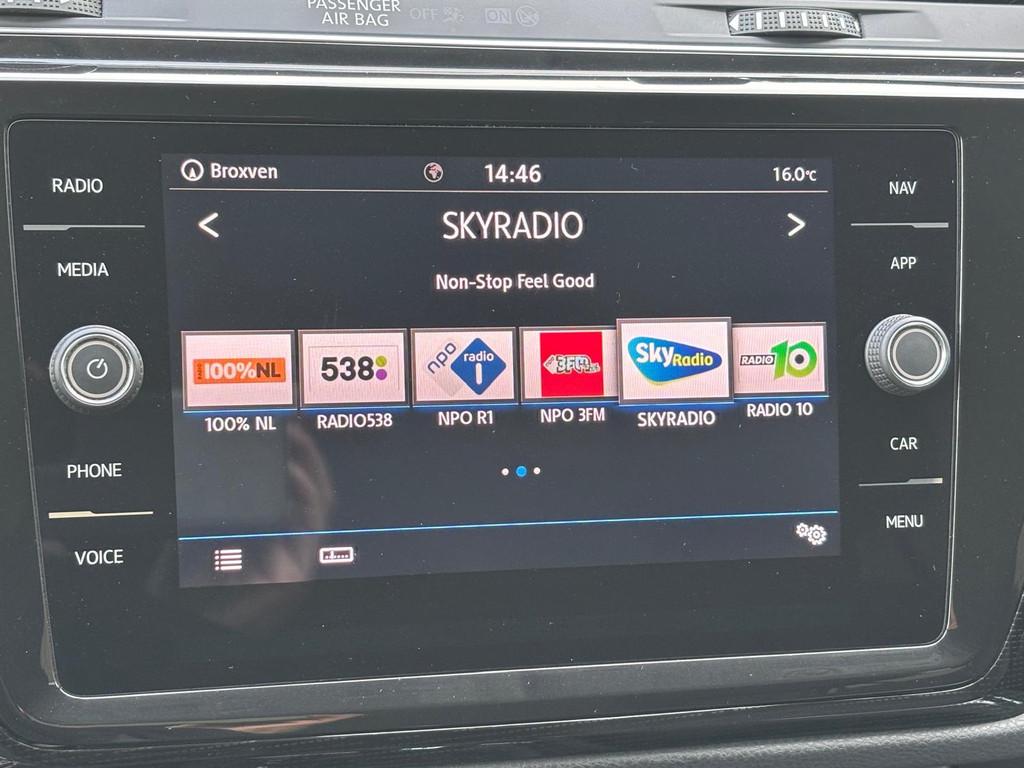 PASSENGER
AIR BAG
OFF
ON
RADIO
MEDIA
PHONE
VOICE
Broxven
14:46
16.0°C
< SKYRADIO >
Non-Stop Feel Good
RADIO 100%NL
538
npo radio 1
3FM
Sky Radio
RADIO 10
100% NL
RADIO538
NPO R1
NPO 3FM
SKYRADIO
RADIO 10
NAV
APP
CAR
MENU